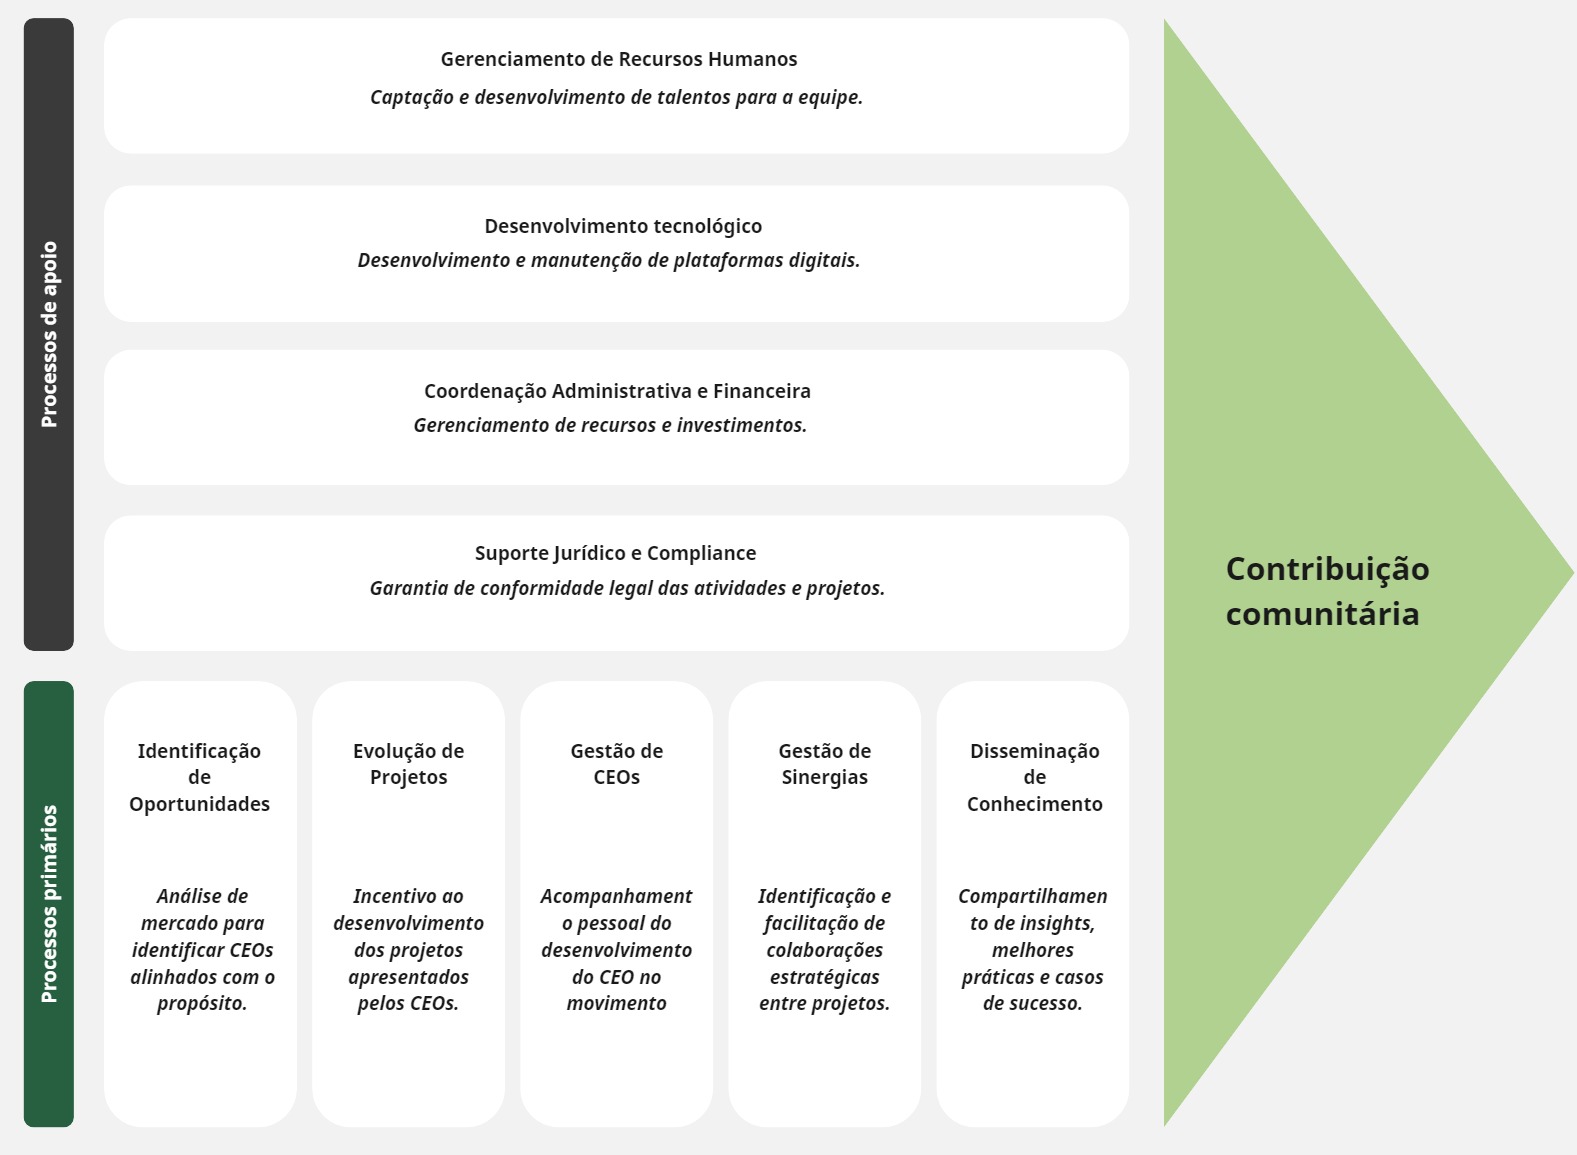 Processos de apoio
Gerenciamento de Recursos Humanos
Captação e desenvolvimento de talentos para a equipe.
Desenvolvimento tecnológico
Desenvolvimento e manutenção de plataformas digitais.
Coordenação Administrativa e Financeira
Gerenciamento de recursos e investimentos.
Suporte Jurídico e Compliance
Garantia de conformidade legal das atividades e projetos.
Processos primários
Identificação
de
Oportunidades
Análise de
mercado para
identificar CEOs
alinhados com o
propósito.
Evolução de
Projetos
Incentivo ao
desenvolvimento
dos projetos
apresentados
pelos CEOs.
Gestão de
CEOs
Acompanhament
o pessoal do
desenvolvimento
do CEO no
movimento
Gestão de
Sinergias
Identificação e
facilitação de
colaborações
estratégicas
entre projetos.
Disseminação
de
Conhecimento
Compartilhamen
to de insights,
melhores
práticas e casos
de sucesso.
Contribuição
comunitária